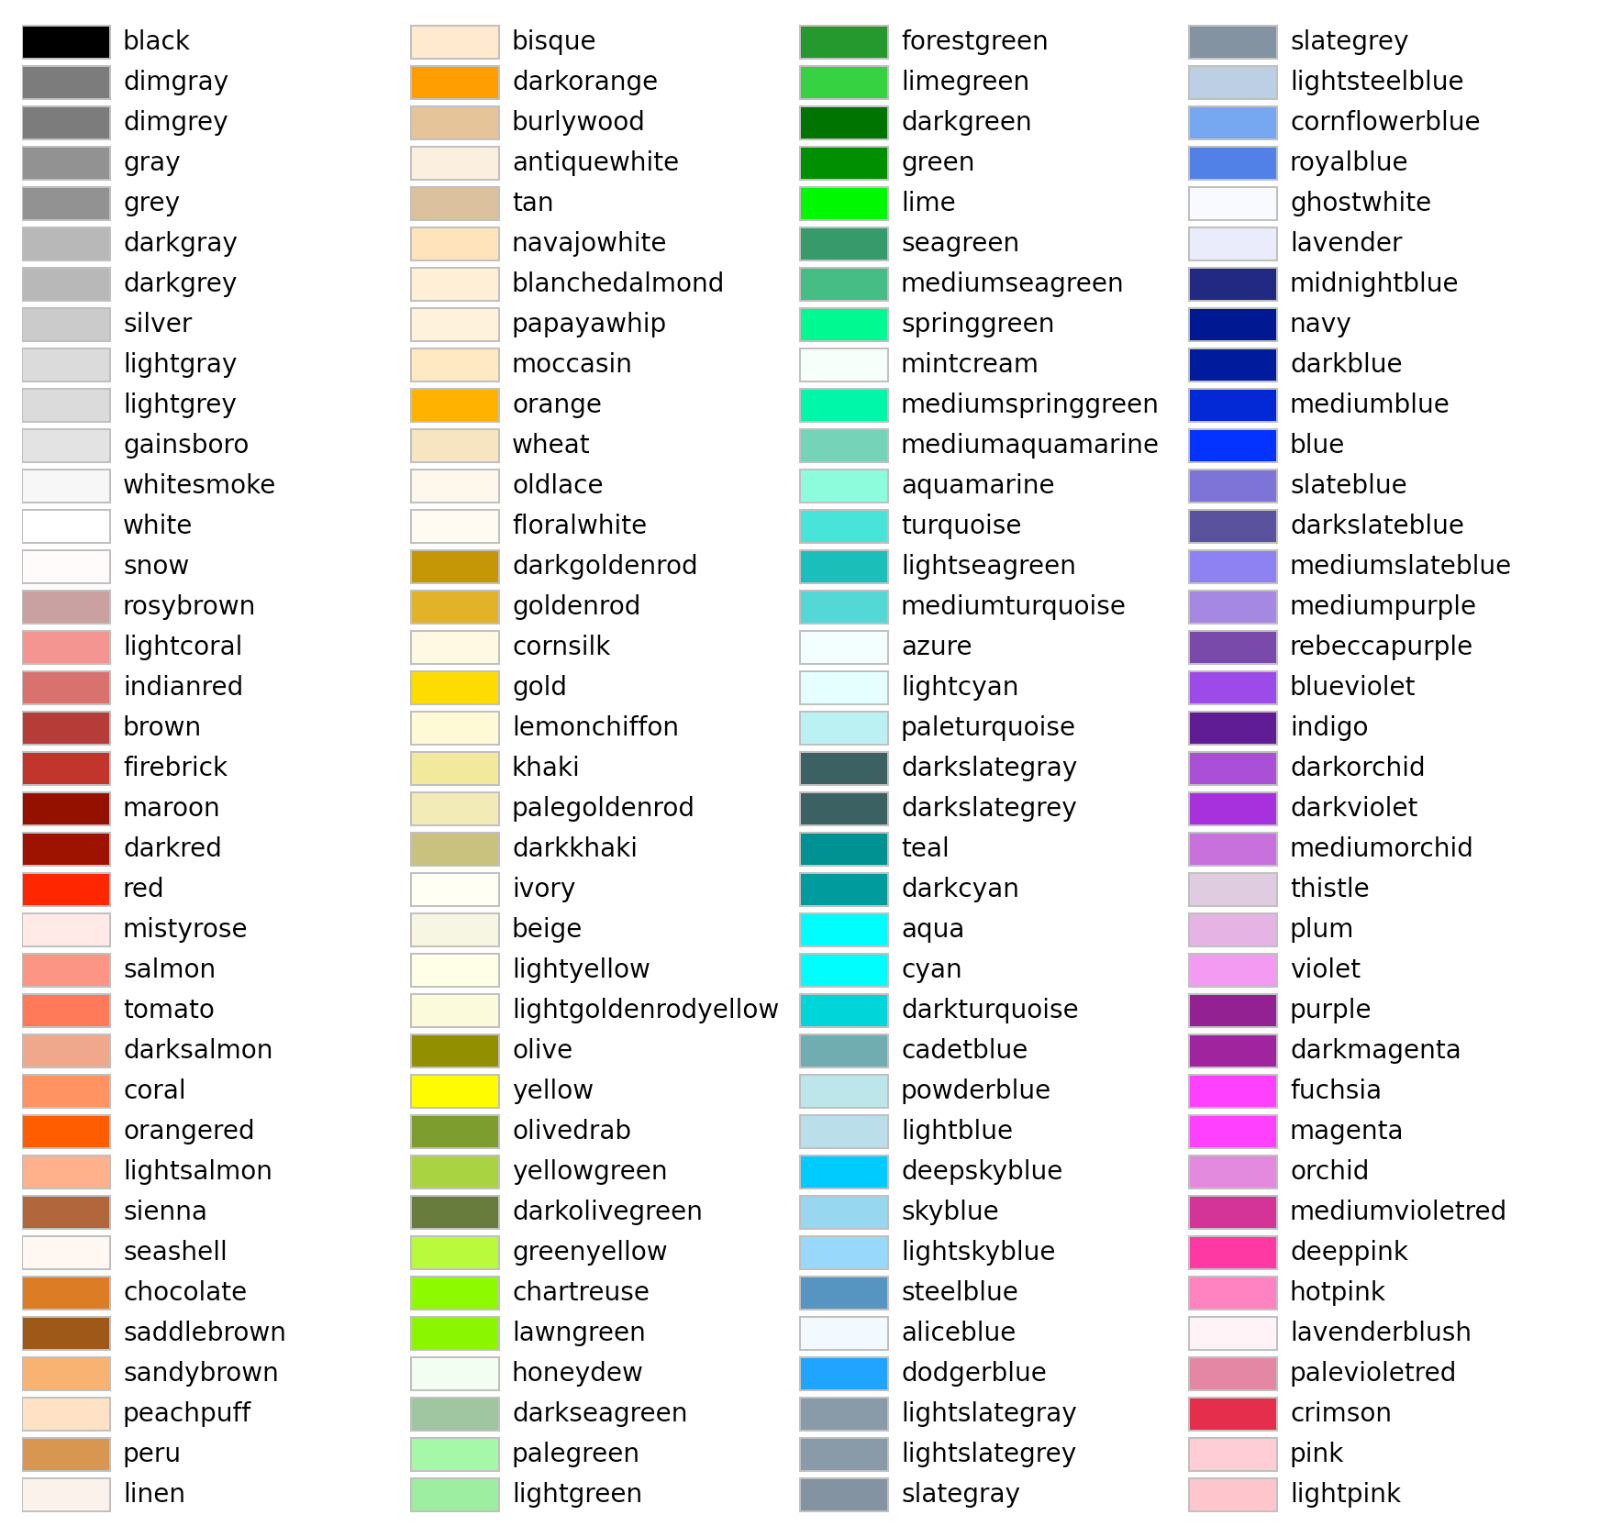 black
dimgray
dimgrey
gray
grey
darkgray
darkgrey
silver
lightgray
lightgrey
gainsboro
whitesmoke
white
snow
rosybrown
lightcoral
indianred
brown
firebrick
maroon
darkred
red
mistyrose
salmon
tomato
darksalmon
coral
orangered
lightsalmon
sienna
seashell
chocolate
saddlebrown
sandybrown
peachpuff
peru
linen
bisque
darkorange
burlywood
antiquewhite
tan
navajowhite
blanchedalmond
papayawhip
moccasin
orange
wheat
oldlace
floralwhite
darkgoldenrod
goldenrod
cornsilk
gold
lemonchiffon
khaki
palegoldenrod
darkkhaki
ivory
beige
lightyellow
lightgoldenrodyellow
olive
yellow
olivedrab
yellowgreen
darkolivegreen
greenyellow
chartreuse
lawngreen
honeydew
darkseagreen
palegreen
lightgreen
forestgreen
limegreen
darkgreen
green
lime
seagreen
mediumseagreen
springgreen
mintcream
mediumspringgreen
mediumaquamarine
aquamarine
turquoise
lightseagreen
mediumturquoise
azure
lightcyan
paleturquoise
darkslategray
darkslategrey
teal
darkcyan
aqua
cyan
darkturquoise
cadetblue
powderblue
lightblue
deepskyblue
skyblue
lightskyblue
steelblue
aliceblue
dodgerblue
lightslategray
lightslategrey
slategray
slategrey
lightsteelblue
cornflowerblue
royalblue
ghostwhite
lavender
midnightblue
navy
darkblue
mediumblue
blue
slateblue
darkslateblue
mediumslateblue
mediumpurple
rebeccapurple
blueviolet
indigo
darkorchid
darkviolet
mediumorchid
thistle
plum
violet
purple
darkmagenta
fuchsia
magenta
orchid
mediumvioletred
deeppink
hotpink
lavenderblush
palevioletred
crimson
pink
lightpink